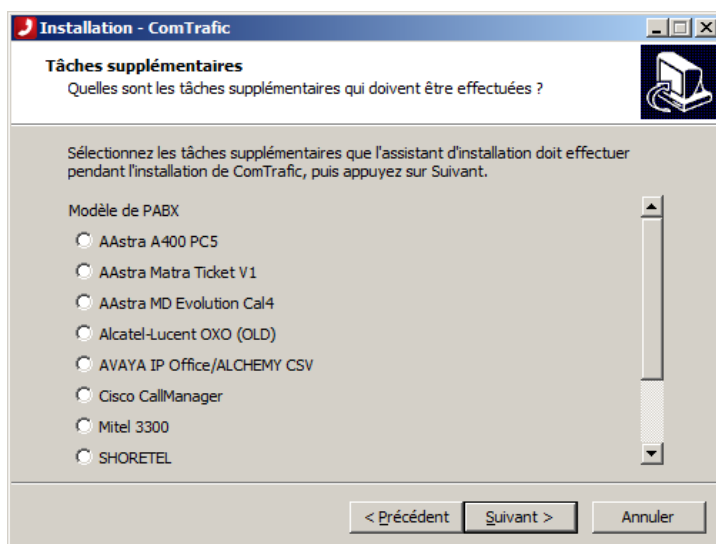 Installation - ComTrafic
Tâches supplémentaires
Quelles sont les tâches supplémentaires qui doivent être effectuées ?
Sélectionnez les tâches supplémentaires que l'assistant d'installation doit effectuer
pendant l'installation de ComTrafic, puis appuyez sur Suivant.
Modèle de PABX
AAstra A400 PC5
AAstra Matra Ticket V1
AAstra MD Evolution Cal4
Alcatel-Lucent OXO (OLD)
AVAYA IP Office/ALCHEMY CSV
Cisco CallManager
Mitel 3300
SHORETEL
< Précédent
Suivant >
Annuler